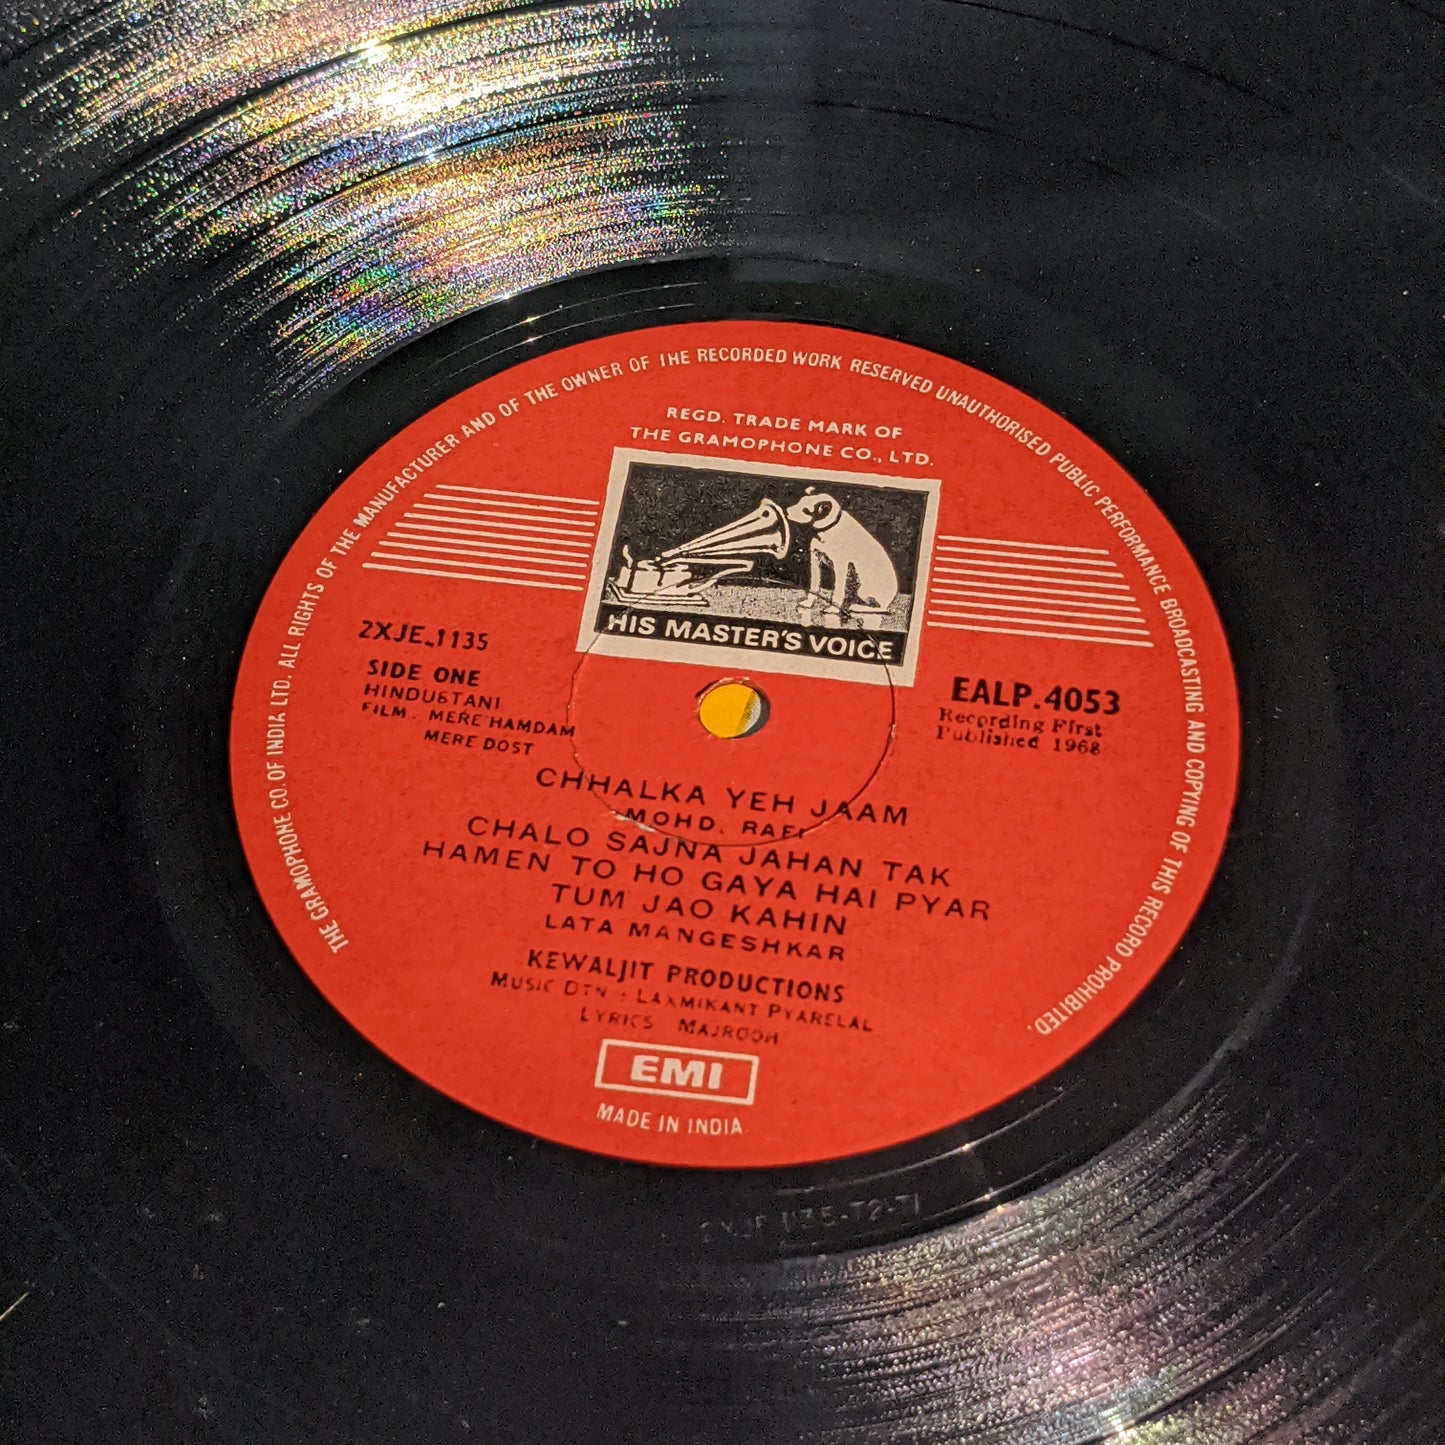 THE GRAMOPHONE CO. OF INDIA LTD. ALL RIGHTS OF THE MANUFACTURER AND OF THE OWNER OF THE RECORDED WORK RESERVED UNAUTHORISED PUBLIC PERFORMANCE BROADCASTING AND COPYING OF THIS RECORD PROHIBITED.
REGD. TRADE MARK OF
THE GRAMOPHONE CO., LTD.
HIS MASTER'S VOICE
2XJE.1135
SIDE ONE
HINDUSTANI
FILM : MERE HAMDAM
MERE DOST
EALP.4053
Recording First
Published 1968
CHHALKA YEH JAAM
MOHD. RAFI
CHALO SAJNA JAHAN TAK
HAMEN TO HO GAYA HAI PYAR
TUM JAO KAHIN
LATA MANGESHKAR
KEWALJIT PRODUCTIONS
MUSIC DTN : LAXMIKANT PYARELAL
LYRICS MAJROOH
EMI
MADE IN INDIA